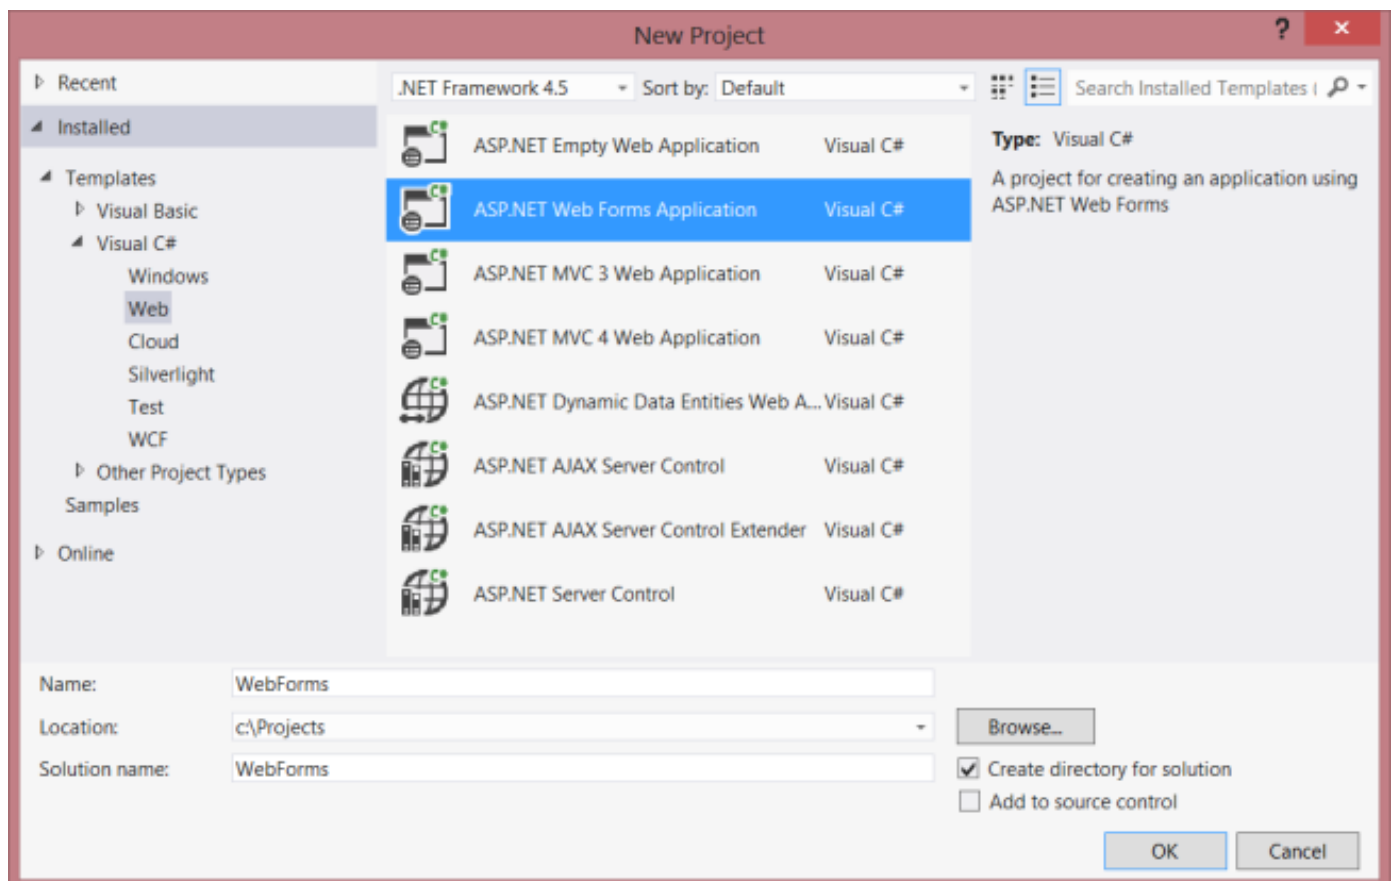 New Project
?
Recent
Installed
Templates
Visual Basic
Visual C#
Windows
Web
Cloud
Silverlight
Test
WCF
Other Project Types
Samples
Online
.NET Framework 4.5
Sort by: Default
Search Installed Templates (
ASP.NET Empty Web Application Visual C#
ASP.NET Web Forms Application Visual C#
ASP.NET MVC 3 Web Application Visual C#
ASP.NET MVC 4 Web Application Visual C#
ASP.NET Dynamic Data Entities Web A... Visual C#
ASP.NET AJAX Server Control Visual C#
ASP.NET AJAX Server Control Extender Visual C#
ASP.NET Server Control Visual C#
Type: Visual C#
A project for creating an application using
ASP.NET Web Forms
Name: WebForms
Location: c:\Projects
Browse...
Solution name: WebForms
Create directory for solution
Add to source control
OK Cancel